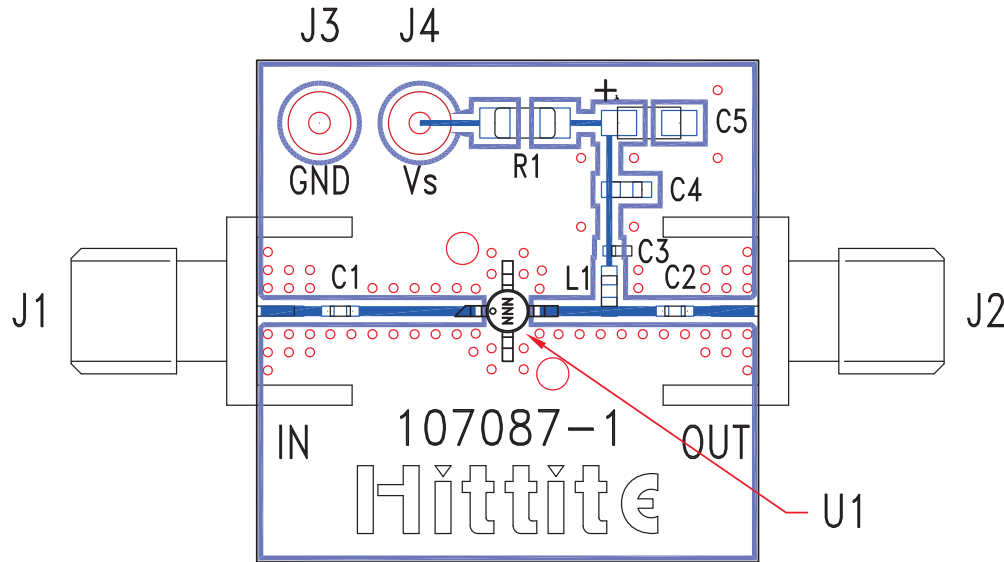 J3 J4
+
C5
R1
GND Vs
C4
C3
C1 L1 C2
J1 NNN J2
107087-1
IN OUT
Hittite
U1